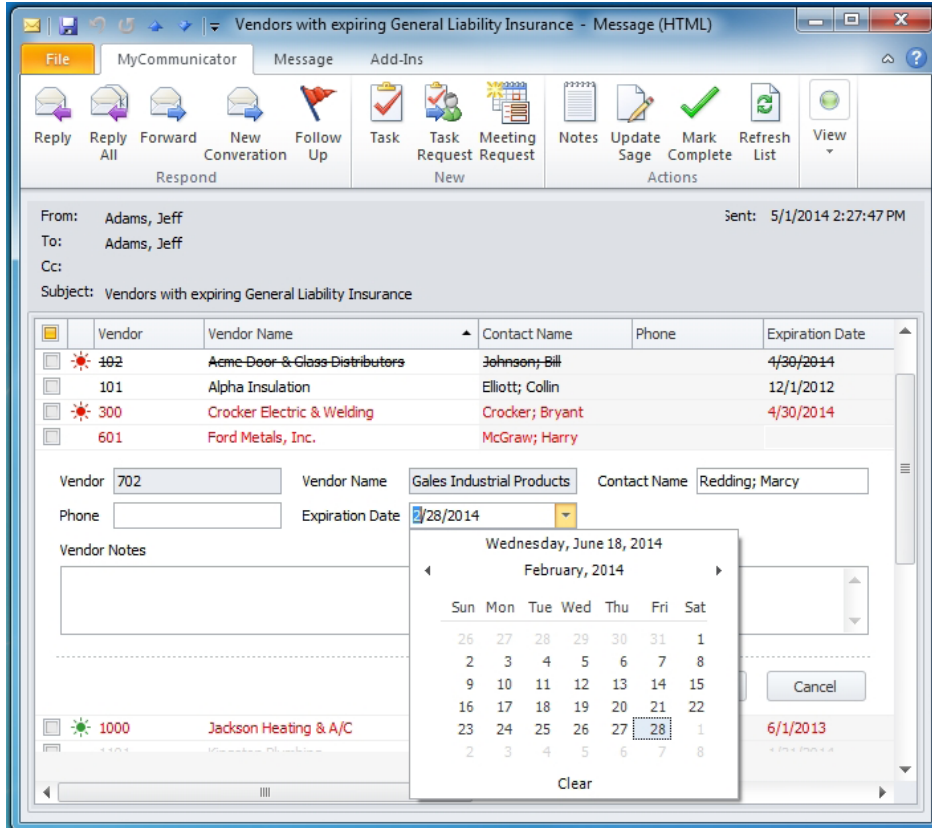 Vendors with expiring General Liability Insurance - Message (HTML)
File MyCommunicator Message Add-Ins
Reply Reply All Forward New Converation Follow Up Task Task Request Meeting Request Notes Update Sage Mark Complete Refresh List View
Respond New Actions
From: Adams, Jeff Sent: 5/1/2014 2:27:47 PM
To: Adams, Jeff
Cc:
Subject: Vendors with expiring General Liability Insurance
Vendor Vendor Name Contact Name Phone Expiration Date
102 Acme Door & Glass Distributors Johnson; Bill 4/30/2014
101 Alpha Insulation Elliott; Collin 12/1/2012
300 Crocker Electric & Welding Crocker; Bryant 4/30/2014
601 Ford Metals, Inc. McGraw; Harry
Vendor 702 Vendor Name Gales Industrial Products Contact Name Redding; Marcy
Phone Expiration Date 2/28/2014
Vendor Notes
Wednesday, June 18, 2014
February, 2014
Sun Mon Tue Wed Thu Fri Sat
26 27 28 29 30 31 1
2 3 4 5 6 7 8
9 10 11 12 13 14 15
16 17 18 19 20 21 22
23 24 25 26 27 28 1
2 3 4 5 6 7 8
Clear
Cancel
1000 Jackson Heating & A/C 6/1/2013